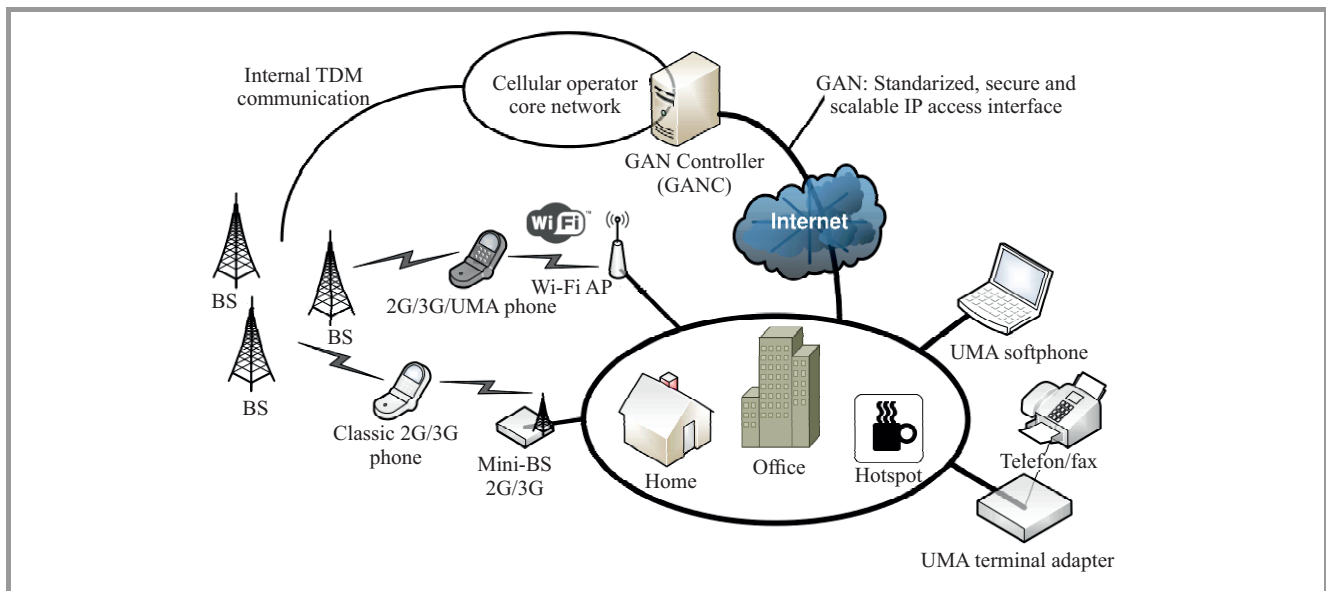 Internal TDM
communication
Cellular operator
core network
GAN: Standarized, secure and
scalable IP access interface
GAN Controller
(GANC)
Wi Fi™
Internet
BS
BS
BS
2G/3G/UMA phone
Wi-Fi AP
UMA softphone
Classic 2G/3G
phone
Mini-BS
2G/3G
Home
Office
Hotspot
Telefon/fax
UMA terminal adapter